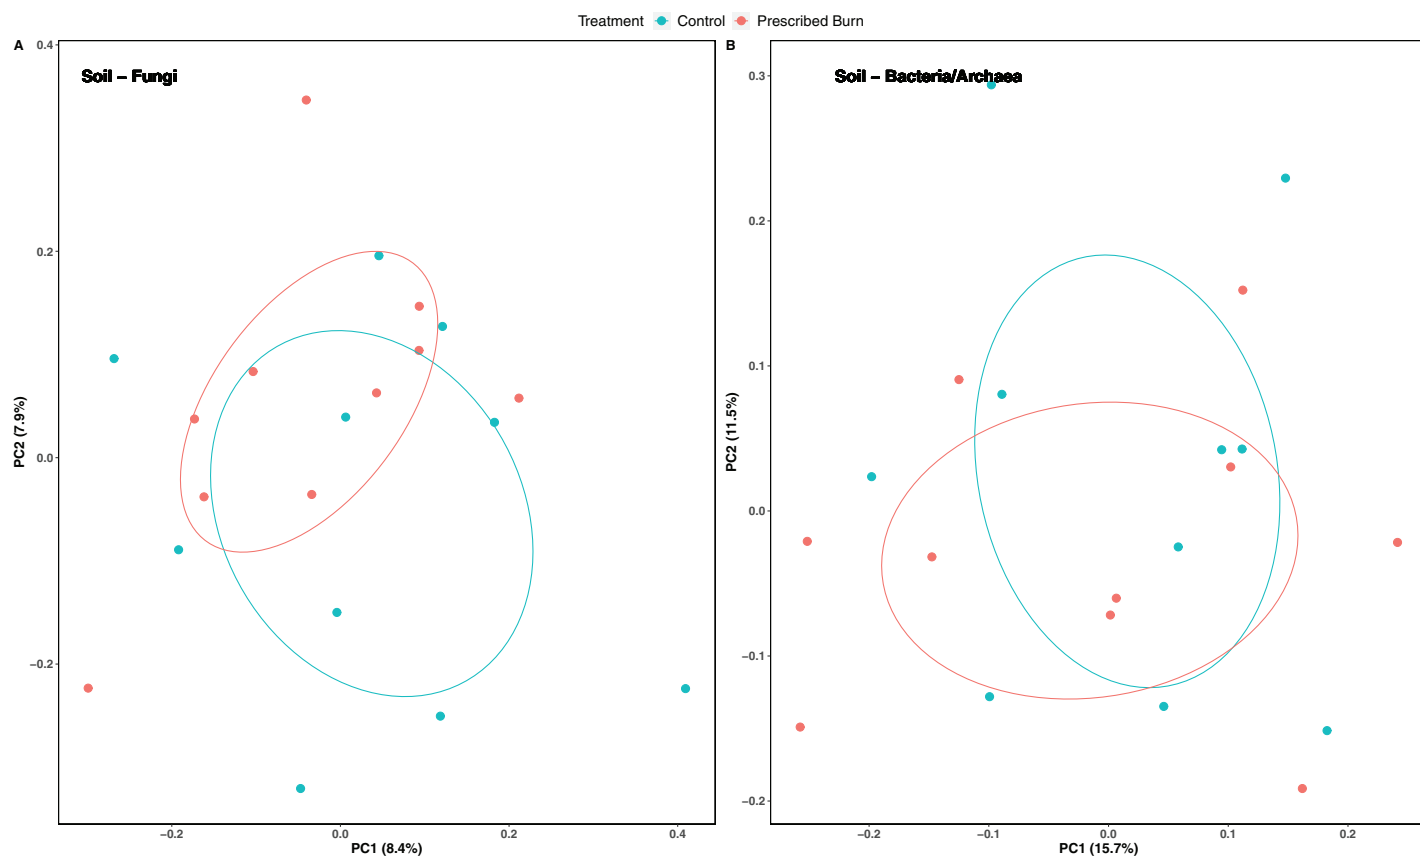 Treatment Control Prescribed Burn
A
Soil – Fungi
0.4
0.2
0.0
−0.2
PC2 (7.9%)
−0.2 0.0 0.2 0.4
PC1 (8.4%)
B
Soil – Bacteria/Archaea
0.3
0.2
0.1
0.0
−0.1
−0.2
PC2 (11.5%)
−0.2 −0.1 0.0 0.1 0.2
PC1 (15.7%)